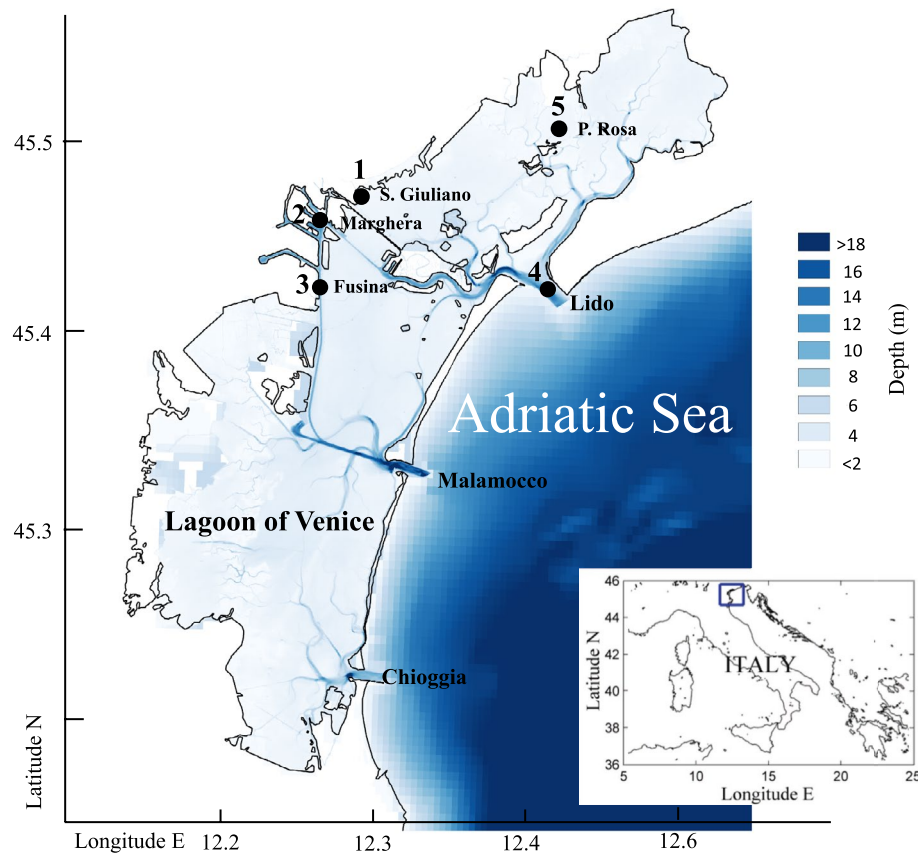 5
P. Rosa
45.5
1
S. Giuliano
2
Marghera
3
Fusina
4
Lido
45.4
Adriatic Sea
Malamocco
Lagoon of Venice
45.3
Chioggia
Latitude N
Longitude E
12.2
12.3
12.4
12.6
>18
16
14
12
10
8
6
4
<2
Depth (m)
46
44
42
40
38
36
Latitude N
ITALY
5
10
15
20
25
Longitude E